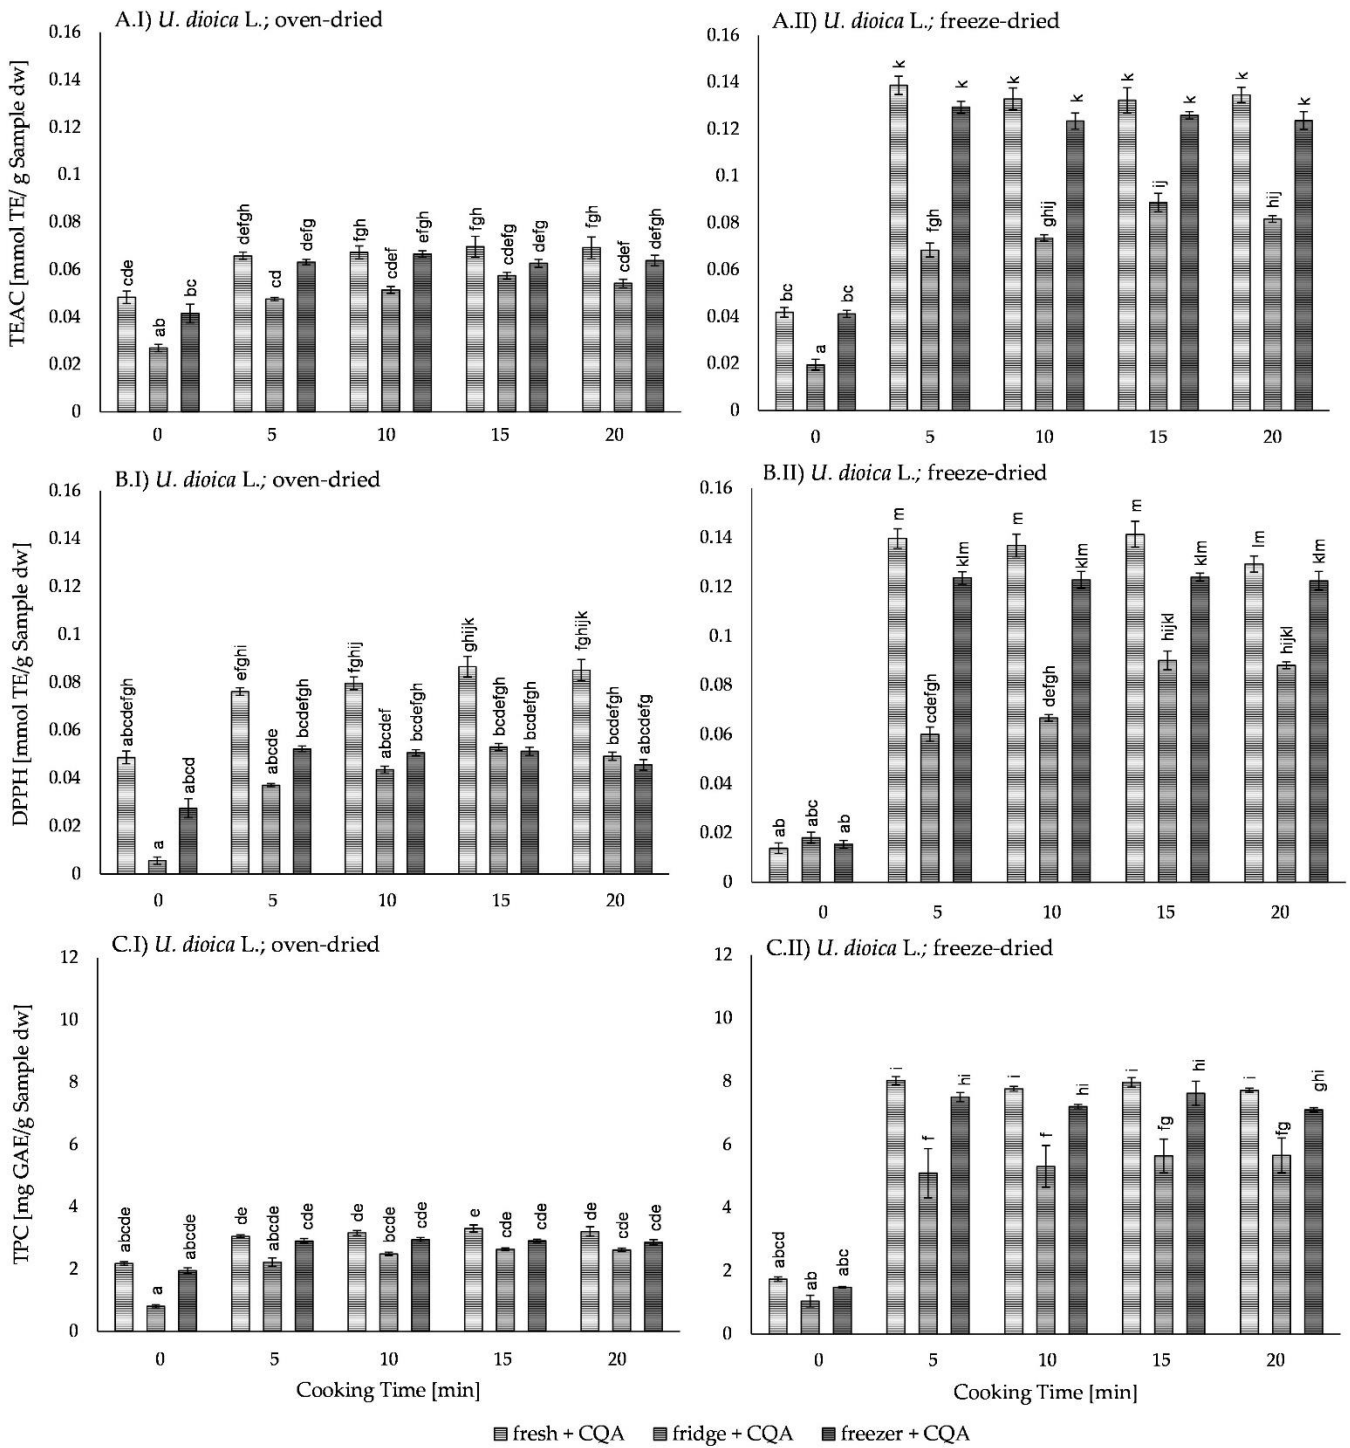 A.I) U. dioica L.; oven-dried
TEAC [mmol TE/ g Sample dw]
0.16
0.14
0.12
0.1
0.08
0.06
0.04
0.02
0
cde
ab
bc
defgh
cd
defg
fgh
cdef
efgh
fgh
cdefg
defg
fgh
cdef
defgh
0 5 10 15 20
A.II) U. dioica L.; freeze-dried
0.16
0.14
0.12
0.1
0.08
0.06
0.04
0.02
0
bc
a
bc
k
fgh
k
k
ghij
k
k
ij
k
k
hij
k
0 5 10 15 20
B.I) U. dioica L.; oven-dried
DPPH [mmol TE/g Sample dw]
0.16
0.14
0.12
0.1
0.08
0.06
0.04
0.02
0
abcdefgh
a
abcd
efghi
abcde
bcdefgh
fghij
abcdef
bcdefgh
ghijk
bcdefgh
bcdefgh
fghijk
bcdefgh
abcdefg
0 5 10 15 20
B.II) U. dioica L.; freeze-dried
0.16
0.14
0.12
0.1
0.08
0.06
0.04
0.02
0
ab
abc
ab
m
cdefgh
klm
m
defgh
klm
m
hijkl
klm
lm
hijkl
klm
0 5 10 15 20
C.I) U. dioica L.; oven-dried
TPC [mg GAE/g Sample dw]
12
10
8
6
4
2
0
abcde
a
abcde
de
abcde
cde
de
bcde
cde
e
cde
cde
de
cde
cde
0 5 10 15 20
Cooking Time [min]
C.II) U. dioica L.; freeze-dried
12
10
8
6
4
2
0
abcd
ab
abc
i
f
hi
i
f
hi
i
fg
hi
i
fg
ghi
0 5 10 15 20
Cooking Time [min]
fresh + CQA fridge + CQA freezer + CQA